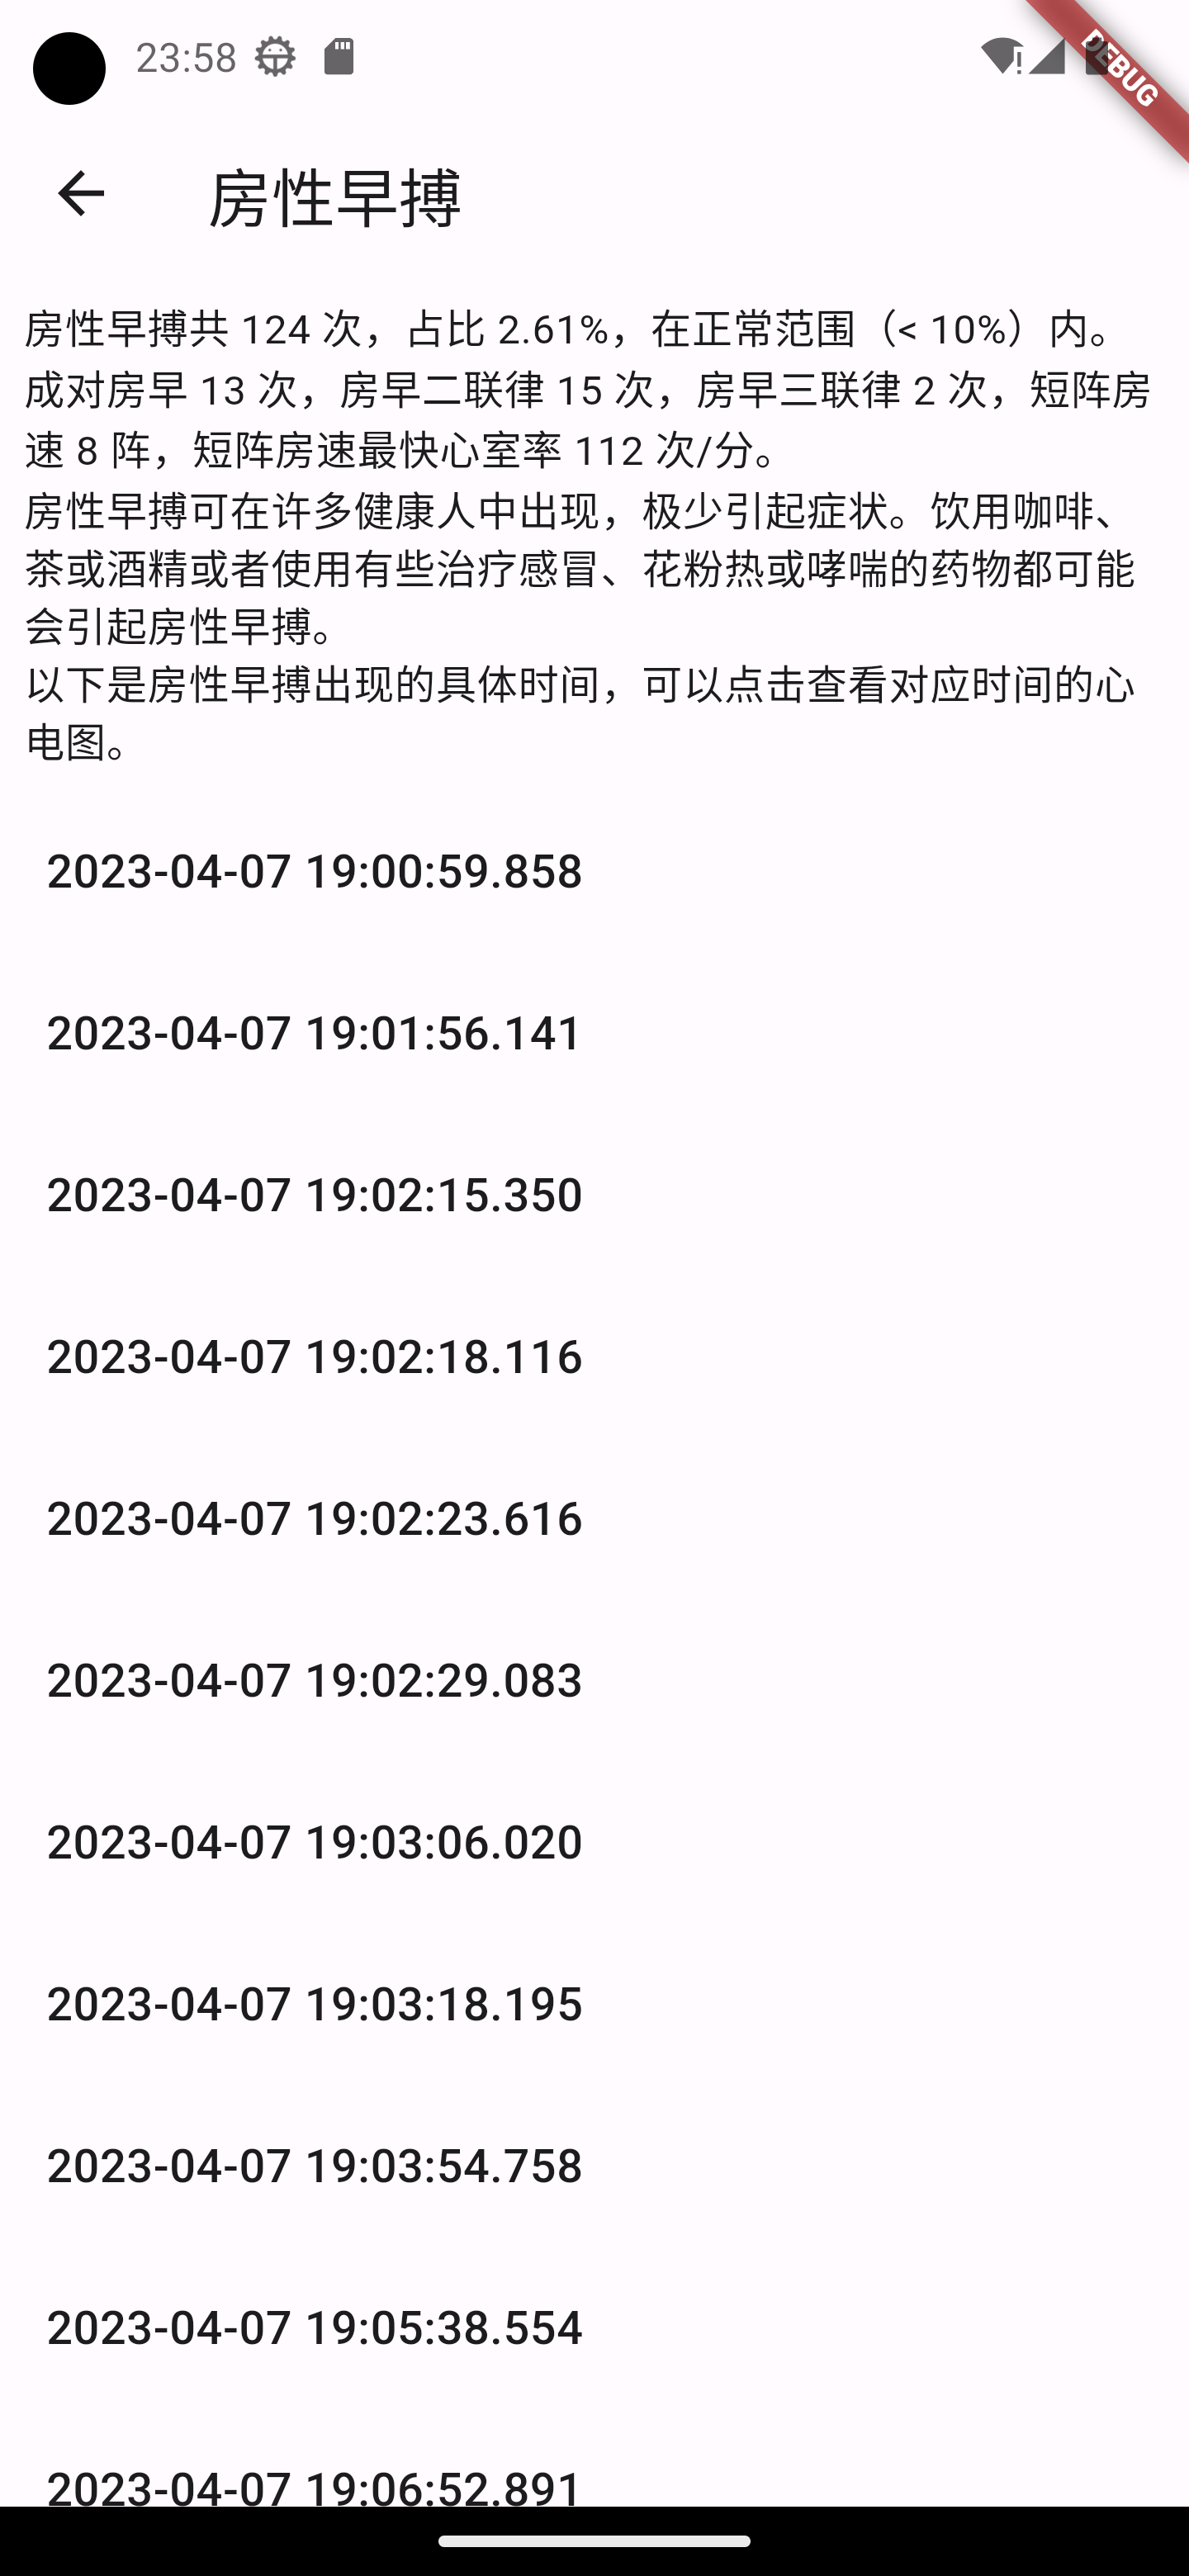 23:58
DEBUG
房性早搏
房性早搏共 124 次，占比 2.61%，在正常范围（< 10%）内。
成对房早 13 次，房早二联律 15 次，房早三联律 2 次，短阵房
速 8 阵，短阵房速最快心室率 112 次/分。
房性早搏可在许多健康人中出现，极少引起症状。饮用咖啡、
茶或酒精或者使用有些治疗感冒、花粉热或哮喘的药物都可能
会引起房性早搏。
以下是房性早搏出现的具体时间，可以点击查看对应时间的心
电图。
2023-04-07 19:00:59.858
2023-04-07 19:01:56.141
2023-04-07 19:02:15.350
2023-04-07 19:02:18.116
2023-04-07 19:02:23.616
2023-04-07 19:02:29.083
2023-04-07 19:03:06.020
2023-04-07 19:03:18.195
2023-04-07 19:03:54.758
2023-04-07 19:05:38.554
2023-04-07 19:06:52.891